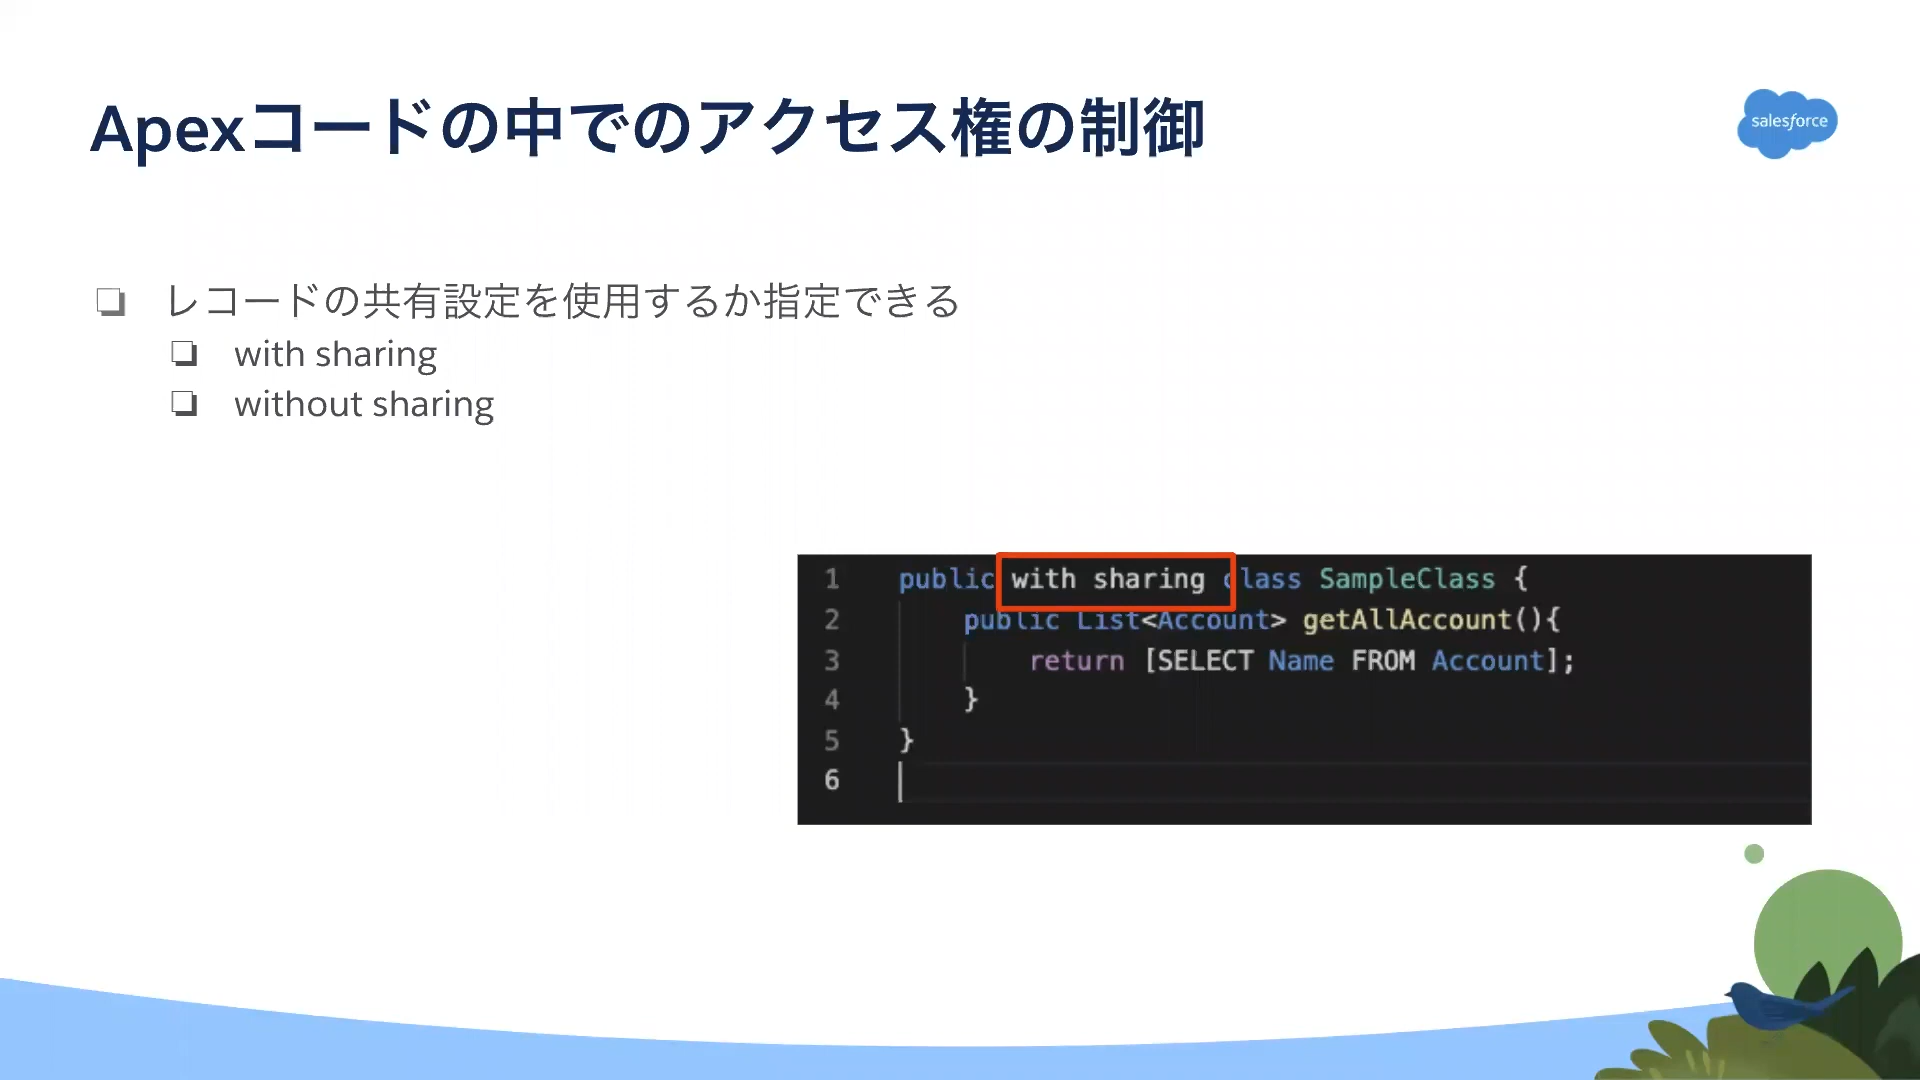 Apexコードの中でのアクセス権の制御
salesforce
レコードの共有設定を使用するか指定できる
with sharing
without sharing
1 public with sharing class SampleClass {
2 public List<Account> getAllAccount(){
3 return [SELECT Name FROM Account];
4 }
5 }
6